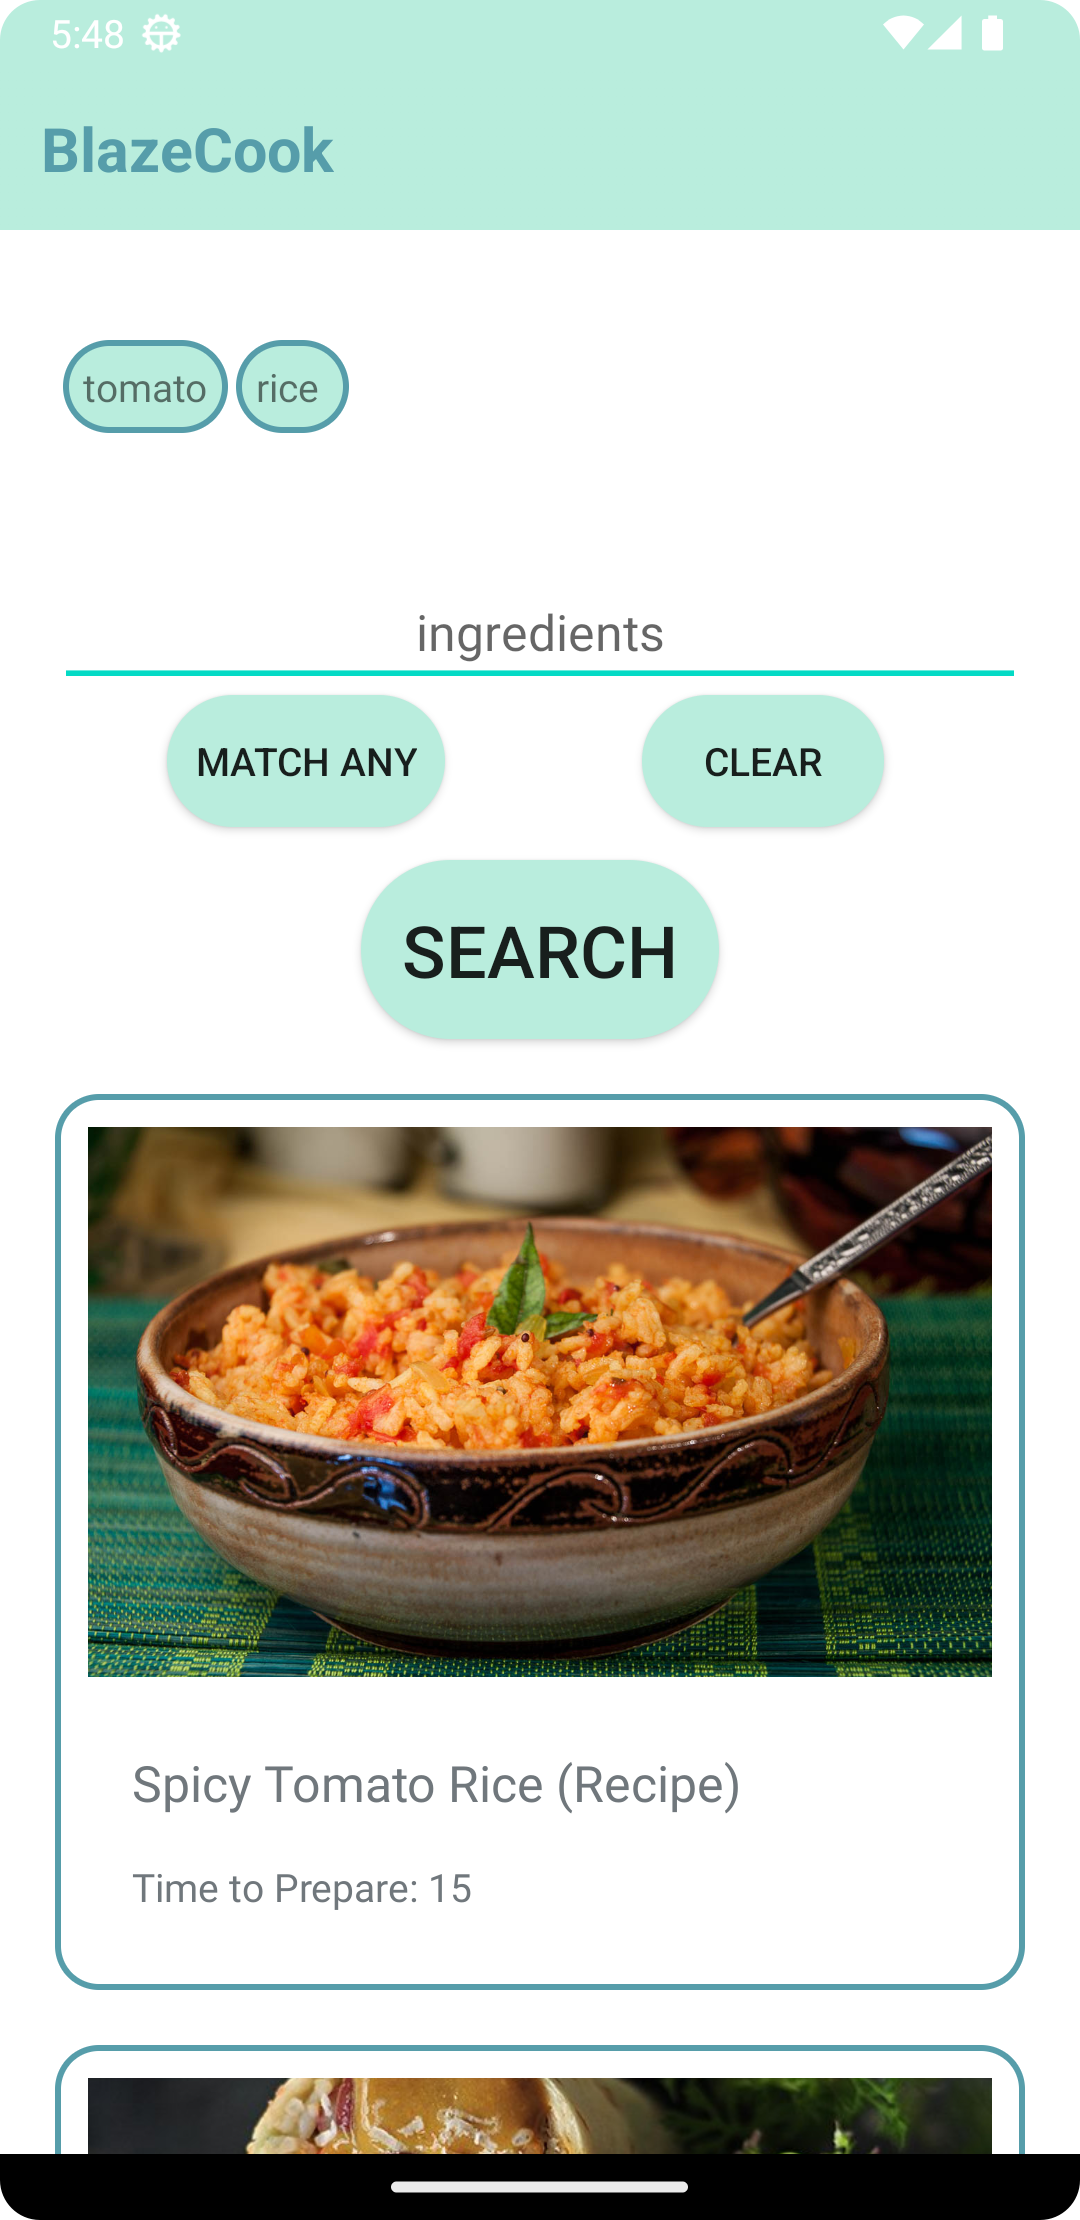 5:48
BlazeCook
tomato rice
ingredients
MATCH ANY CLEAR
SEARCH
Spicy Tomato Rice (Recipe)
Time to Prepare: 15